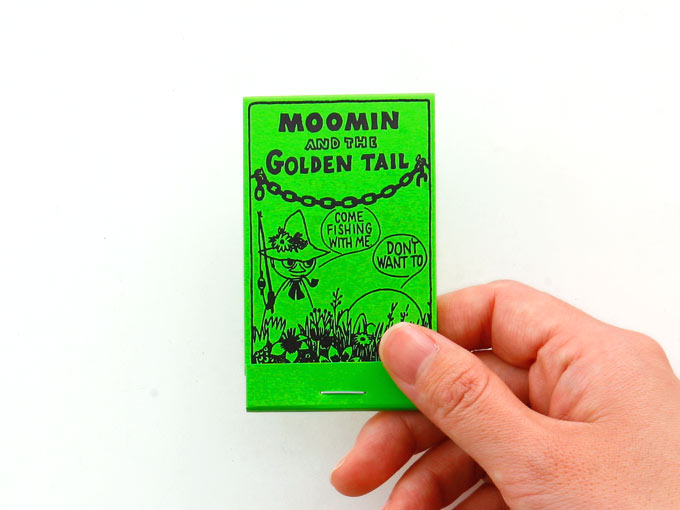 MOOMIN
AND THE
GOLDEN TAIL
COME
FISHING
WITH ME
DON'T
WANT TO